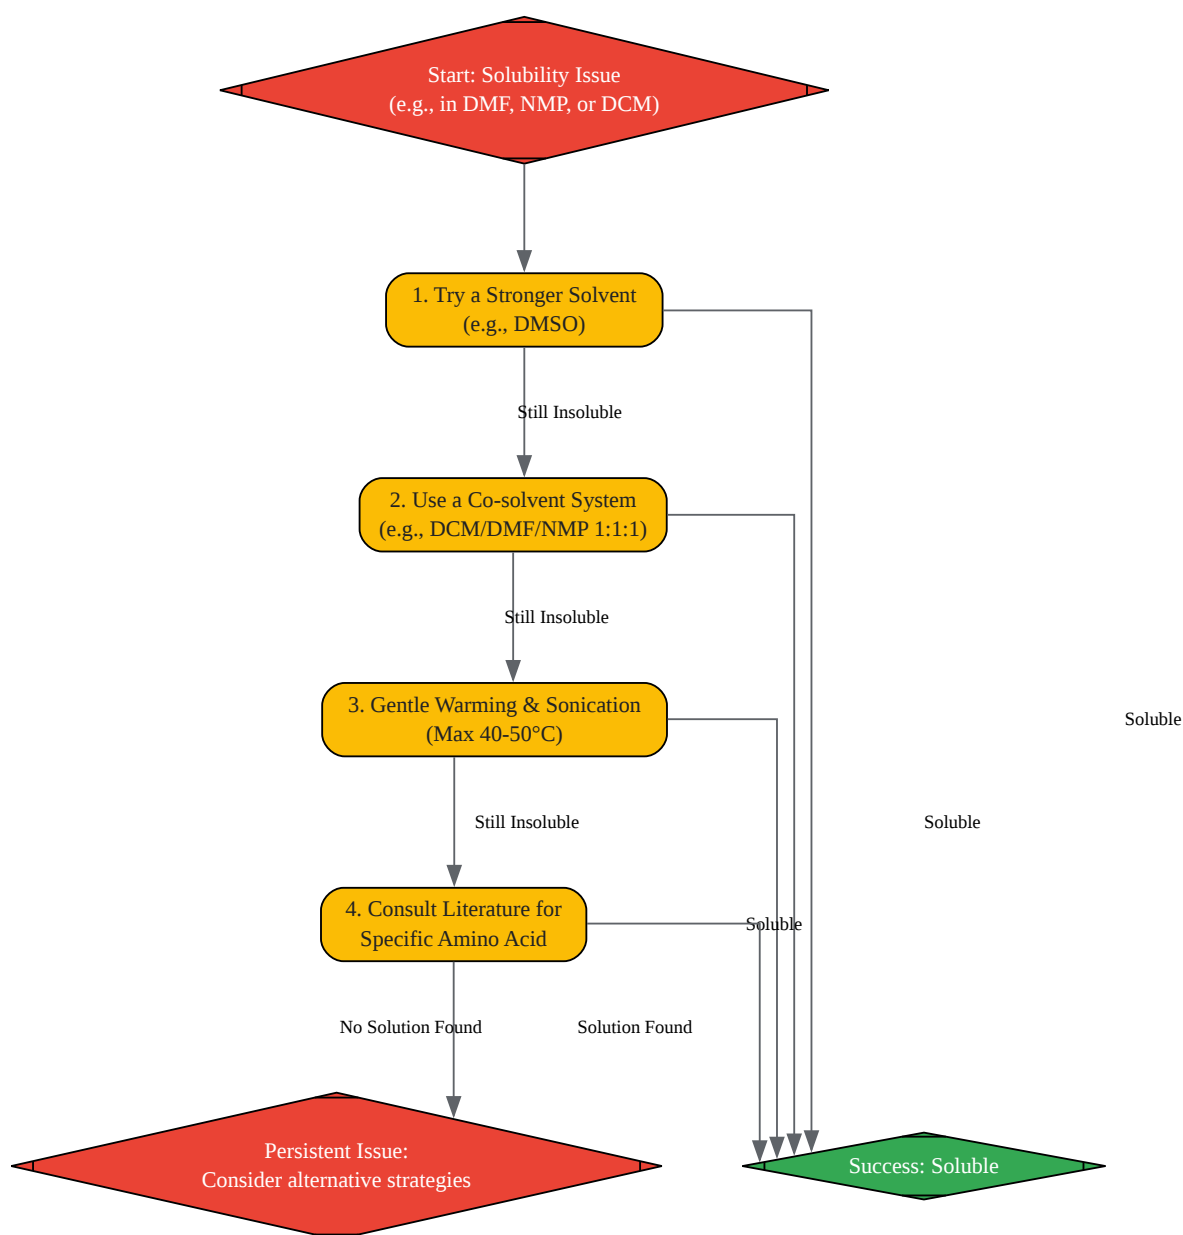 Start: Solubility Issue
(e.g., in DMF, NMP, or DCM)
1. Try a Stronger Solvent
(e.g., DMSO)
Still Insoluble
2. Use a Co-solvent System
(e.g., DCM/DMF/NMP 1:1:1)
Still Insoluble
3. Gentle Warming & Sonication
(Max 40-50°C)
Soluble
Still Insoluble
Soluble
4. Consult Literature for
Specific Amino Acid
Soluble
No Solution Found
Solution Found
Persistent Issue:
Consider alternative strategies
Success: Soluble